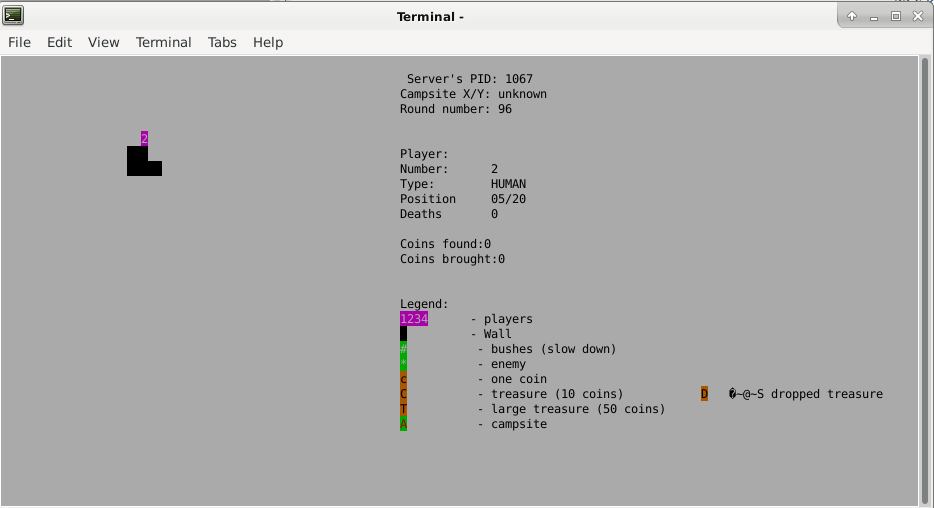 Terminal -
File Edit View Terminal Tabs Help
Server's PID: 1067
Campsite X/Y: unknown
Round number: 96
2
Player:
Number: 2
Type: HUMAN
Position 05/20
Deaths 0
Coins found:0
Coins brought:0
Legend:
1234 - players
- Wall
# - bushes (slow down)
* - enemy
c - one coin
C - treasure (10 coins) D �~@~S dropped treasure
T - large treasure (50 coins)
A - campsite